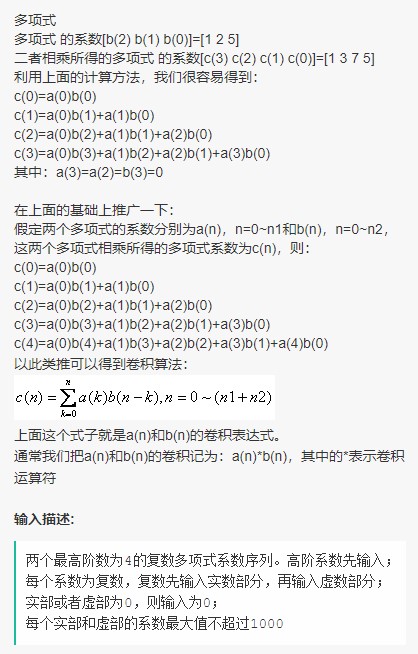 多项式
多项式 的系数[b(2) b(1) b(0)]=[1 2 5]
二者相乘所得的多项式 的系数[c(3) c(2) c(1) c(0)]=[1 3 7 5]
利用上面的计算方法，我们很容易得到：
c(0)=a(0)b(0)
c(1)=a(0)b(1)+a(1)b(0)
c(2)=a(0)b(2)+a(1)b(1)+a(2)b(0)
c(3)=a(0)b(3)+a(1)b(2)+a(2)b(1)+a(3)b(0)
其中：a(3)=a(2)=b(3)=0
在上面的基础上推广一下：
假定两个多项式的系数分别为a(n)，n=0~n1和b(n)，n=0~n2，
这两个多项式相乘所得的多项式系数为c(n)，则：
c(0)=a(0)b(0)
c(1)=a(0)b(1)+a(1)b(0)
c(2)=a(0)b(2)+a(1)b(1)+a(2)b(0)
c(3)=a(0)b(3)+a(1)b(2)+a(2)b(1)+a(3)b(0)
c(4)=a(0)b(4)+a(1)b(3)+a(2)b(2)+a(3)b(1)+a(4)b(0)
以此类推可以得到卷积算法：
c(n)=∑_{k=0}^{n}a(k)b(n−k),n=0~(n1+n2)
上面这个式子就是a(n)和b(n)的卷积表达式。
通常我们把a(n)和b(n)的卷积记为：a(n)*b(n)，其中的*表示卷积
运算符
输入描述:
两个最高阶数为4的复数多项式系数序列。高阶系数先输入；
每个系数为复数，复数先输入实数部分，再输入虚数部分；
实部或者虚部为0，则输入为0；
每个实部和虚部的系数最大值不超过1000